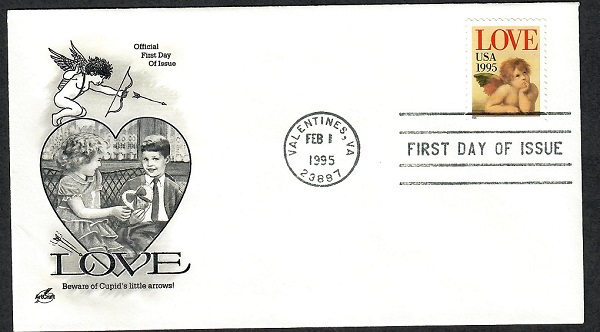 Official
First Day
Of Issue
LOVE
USA
1995
VALENTINES, VA
FEB 1
1995
23897
FIRST DAY OF ISSUE
LOVE
Beware of Cupid's little arrows!
ArtCraft